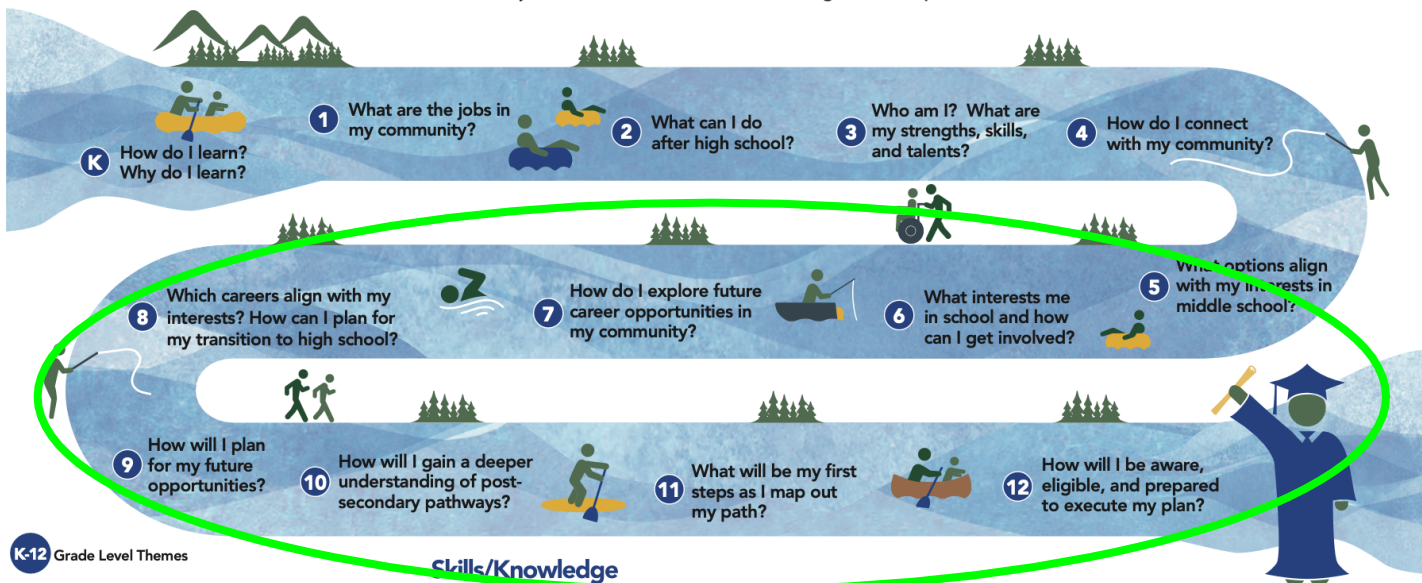 K
How do I learn?
Why do I learn?
1
What are the jobs in
my community?
2
What can I do
after high school?
3
Who am I? What are
my strengths, skills,
and talents?
4
How do I connect
with my community?
5
What options align
with my interests in
middle school?
6
What interests me
in school and how
can I get involved?
7
How do I explore future
career opportunities in
my community?
8
Which careers align with my
interests? How can I plan for
my transition to high school?
9
How will I plan
for my future
opportunities?
10
How will I gain a deeper
understanding of post-
secondary pathways?
11
What will be my first
steps as I map out
my path?
12
How will I be aware,
eligible, and prepared
to execute my plan?
K-12 Grade Level Themes
Skills/Knowledge